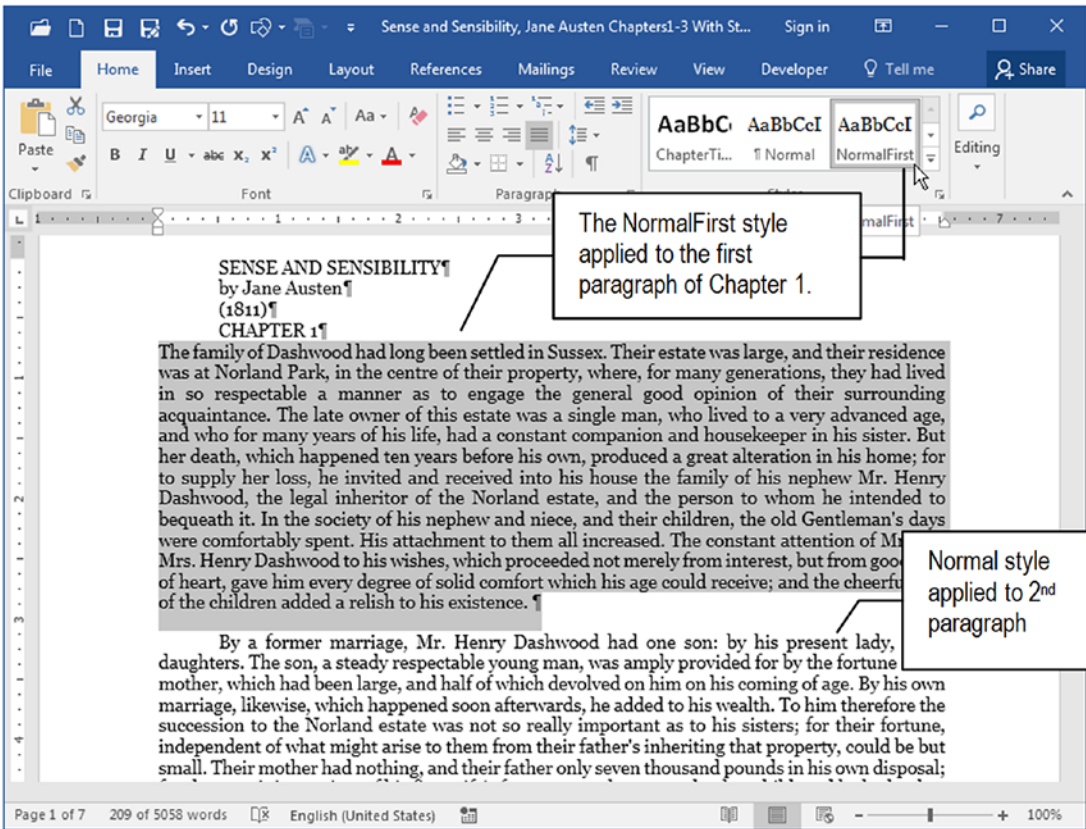 Sense and Sensibility, Jane Austen Chapters1-3 With St... Sign in
File Home Insert Design Layout References Mailings Review View Developer Tell me Share
Paste
Georgia 11 A A Aa
B I U abc X₂ X² A aby A
A Z ¶
AaBbC AaBbCcI AaBbCcI
ChapterTi... ¶ Normal NormalFirst
Editing
Clipboard Font Paragraph
L 1 1 2 3 7
malFirst
The NormalFirst style
applied to the first
paragraph of Chapter 1.
SENSE AND SENSIBILITY¶
by Jane Austen¶
(1811)¶
CHAPTER 1¶
The family of Dashwood had long been settled in Sussex. Their estate was large, and their residence
was at Norland Park, in the centre of their property, where, for many generations, they had lived
in so respectable a manner as to engage the general good opinion of their surrounding
acquaintance. The late owner of this estate was a single man, who lived to a very advanced age,
and who for many years of his life, had a constant companion and housekeeper in his sister. But
her death, which happened ten years before his own, produced a great alteration in his home; for
to supply her loss, he invited and received into his house the family of his nephew Mr. Henry
Dashwood, the legal inheritor of the Norland estate, and the person to whom he intended to
bequeath it. In the society of his nephew and niece, and their children, the old Gentleman's days
were comfortably spent. His attachment to them all increased. The constant attention of
Mrs. Henry Dashwood to his wishes, which proceeded not merely from interest, but from
of heart, gave him every degree of solid comfort which his age could receive; and the
of the children added a relish to his existence. ¶
Normal style
applied to 2nd
paragraph
By a former marriage, Mr. Henry Dashwood had one son: by his present lady,
daughters. The son, a steady respectable young man, was amply provided for by the fortune
mother, which had been large, and half of which devolved on him on his coming of age. By his own
marriage, likewise, which happened soon afterwards, he added to his wealth. To him therefore the
succession to the Norland estate was not so really important as to his sisters; for their fortune,
independent of what might arise to them from their father's inheriting that property, could be but
small. Their mother had nothing, and their father only seven thousand pounds in his own disposal;
1 2 3 4
Page 1 of 7 209 of 5058 words English (United States) 100%